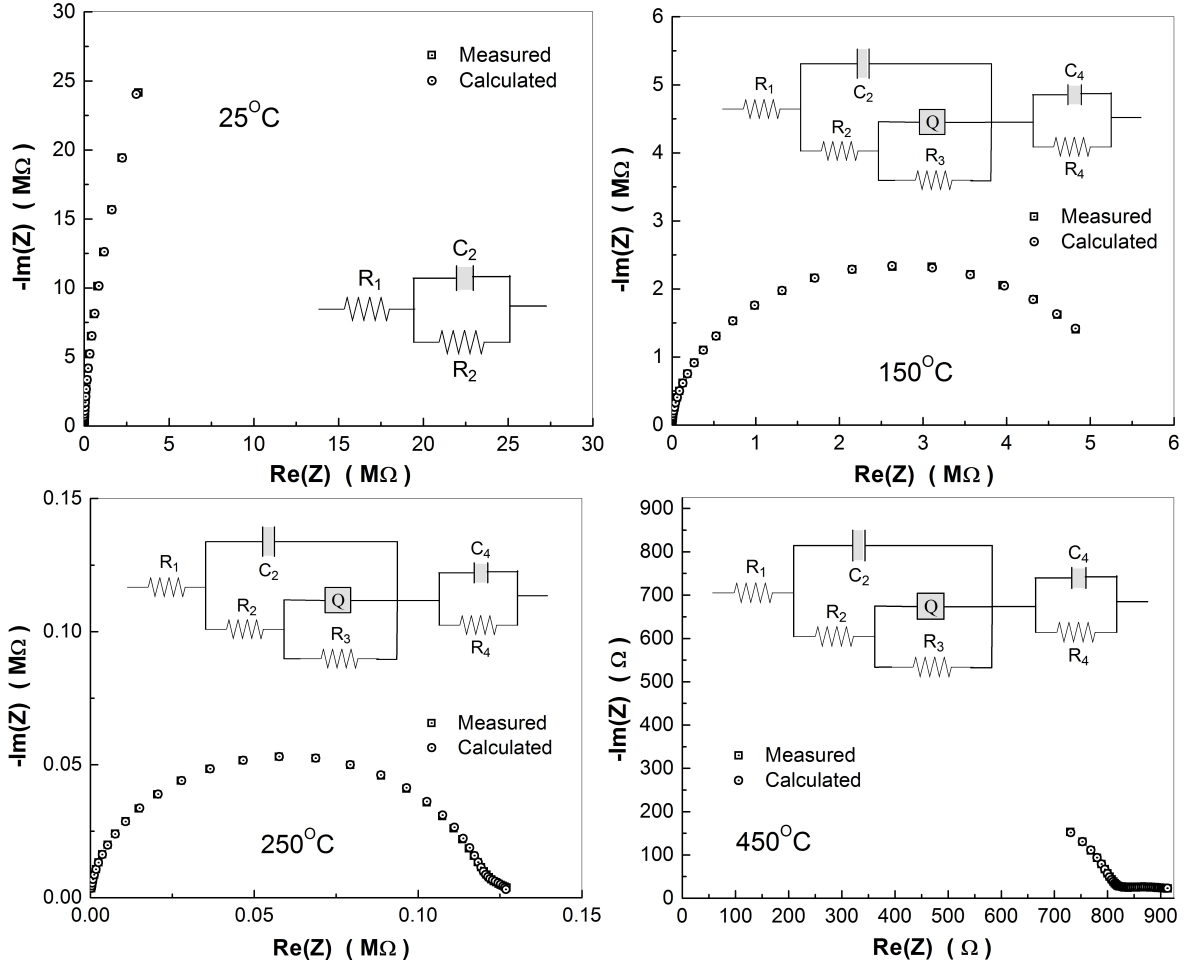 30
25
20
15
10
5
0
-Im(Z) ( MΩ )
Measured
Calculated
25°C
R1
C2
R2
0 5 10 15 20 25 30
Re(Z) ( MΩ )
6
5
4
3
2
1
0
-Im(Z) ( MΩ )
R1
C2
R2
Q
R3
C4
R4
Measured
Calculated
150°C
0 1 2 3 4 5 6
Re(Z) ( MΩ )
0.15
0.10
0.05
0.00
-Im(Z) ( MΩ )
R1
C2
R2
Q
R3
C4
R4
Measured
Calculated
250°C
0.00 0.05 0.10 0.15
Re(Z) ( MΩ )
900
800
700
600
500
400
300
200
100
0
-Im(Z) ( Ω )
R1
C2
R2
Q
R3
C4
R4
Measured
Calculated
450°C
0 100 200 300 400 500 600 700 800 900
Re(Z) ( Ω )